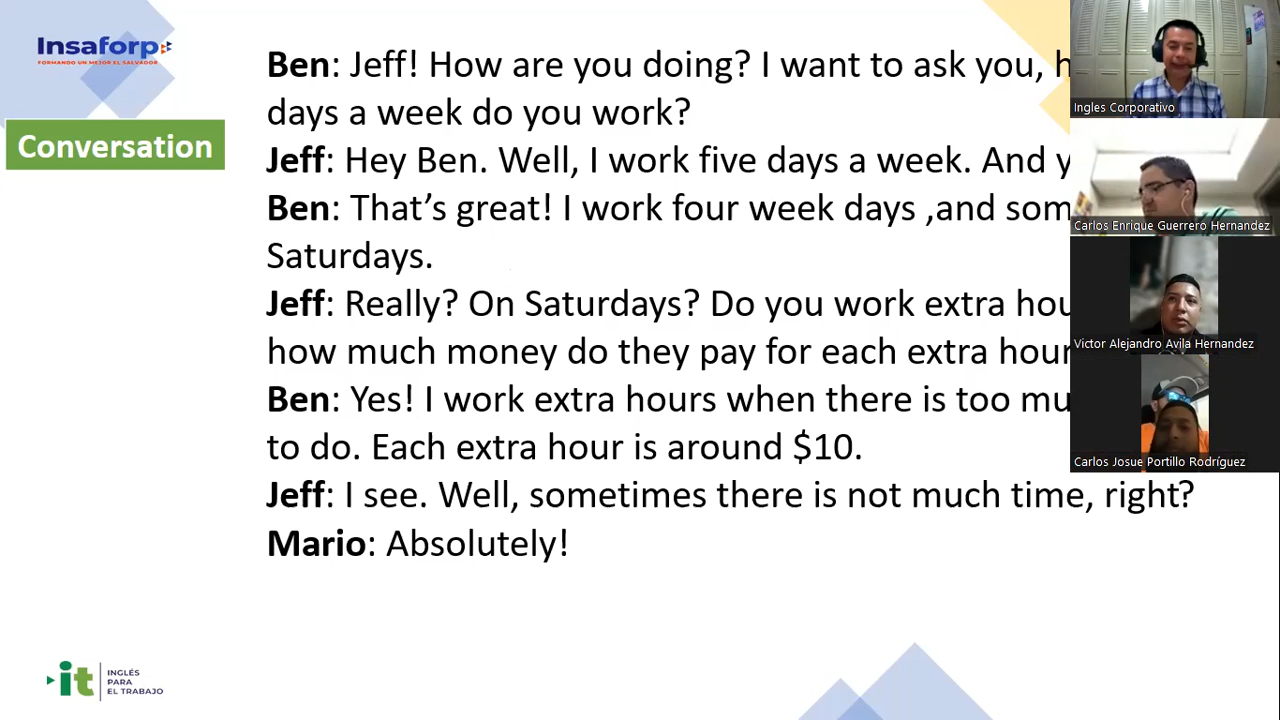 Insaforp
FORMANDO UN MEJOR EL SALVADOR
Conversation
Ben: Jeff! How are you doing? I want to ask you, h
days a week do you work?
Jeff: Hey Ben. Well, I work five days a week. And y
Ben: That’s great! I work four week days ,and som
Saturdays.
Jeff: Really? On Saturdays? Do you work extra hou
how much money do they pay for each extra hour
Ben: Yes! I work extra hours when there is too mu
to do. Each extra hour is around $10.
Jeff: I see. Well, sometimes there is not much time, right?
Mario: Absolutely!
it
INGLÉS
PARA
EL TRABAJO
Ingles Corporativo
Carlos Enrique Guerrero Hernandez
Victor Alejandro Avila Hernandez
Carlos Josue Portillo Rodríguez